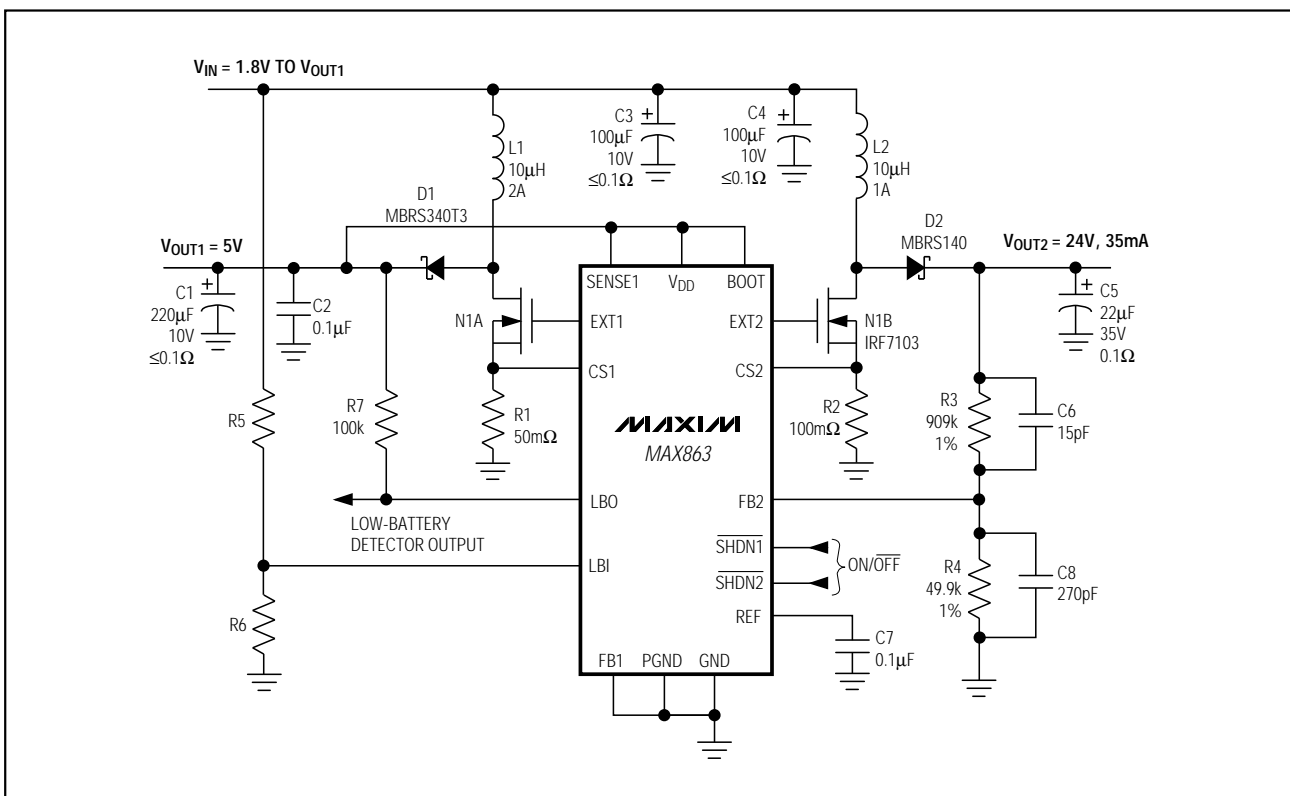 VIN = 1.8V TO VOUT1
C3
100µF
10V
≤0.1Ω
C4
100µF
10V
≤0.1Ω
L1
10µH
2A
L2
10µH
1A
D1
MBRS340T3
D2
MBRS140
VOUT1 = 5V
VOUT2 = 24V, 35mA
C1
220µF
10V
≤0.1Ω
C2
0.1µF
SENSE1
VDD
BOOT
N1A
EXT1
EXT2
N1B
IRF7103
C5
22µF
35V
0.1Ω
CS1
CS2
R5
R7
100k
R1
50mΩ
MAXIM
MAX863
R2
100mΩ
R3
909k
1%
C6
15pF
LBO
FB2
LOW-BATTERY
DETECTOR OUTPUT
SHDN1
ON/OFF
LBI
SHDN2
R4
49.9k
1%
C8
270pF
R6
REF
C7
0.1µF
FB1
PGND
GND